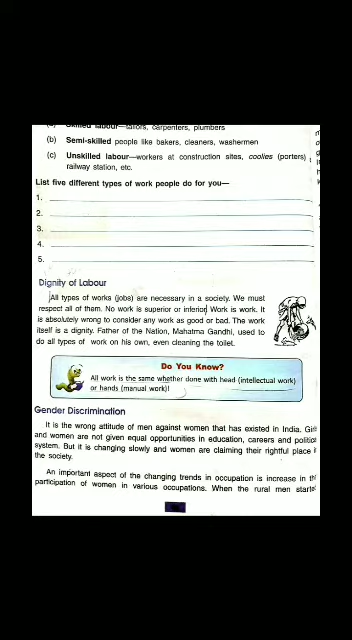 (c) Skilled labour—tailors, carpenters, plumbers
(b) Semi-skilled people like bakers, cleaners, washermen
(c) Unskilled labour—workers at construction sites, coolies (porters)
railway station, etc.
List five different types of work people do for you—
1.
2.
3.
4.
5.
Dignity of Labour
All types of works (jobs) are necessary in a society. We must
respect all of them. No work is superior or inferior. Work is work. It
is absolutely wrong to consider any work as good or bad. The work
itself is a dignity. Father of the Nation, Mahatma Gandhi, used to
do all types of work on his own, even cleaning the toilet.
Do You Know?
All work is the same whether done with head (intellectual work)
or hands (manual work)!
Gender Discrimination
It is the wrong attitude of men against women that has existed in India. Girls
and women are not given equal opportunities in education, careers and political
system. But it is changing slowly and women are claiming their rightful place
the society.
An important aspect of the changing trends in occupation is increase in the
participation of women in various occupations. When the rural men started